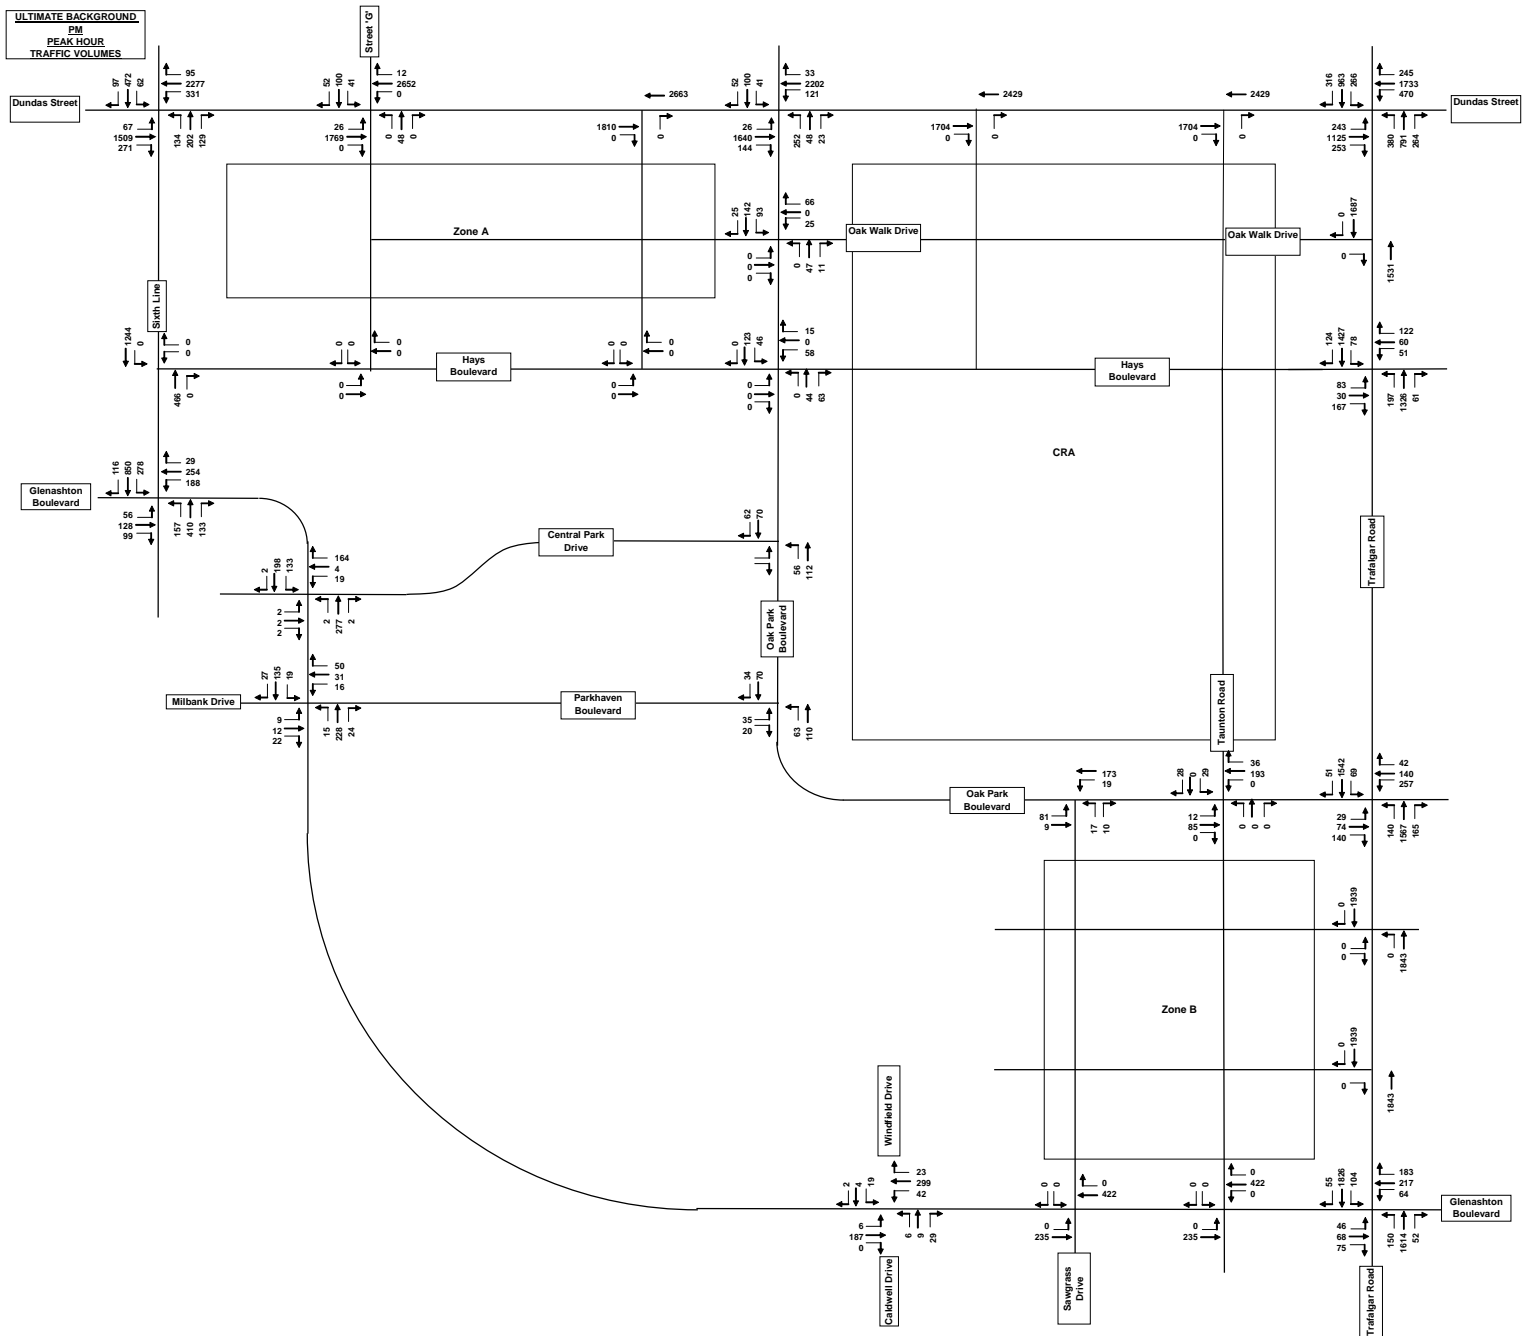 ULTIMATE BACKGROUND
PM
PEAK HOUR
TRAFFIC VOLUMES
Street 'G'
97 472 62
95
2277
331
52 100 41
12
2652
0
2663
52 100 41
33
2202
121
2429
2429
316 963 266
245
1733
470
Dundas Street
Dundas Street
67
1509
271
134 202 129
26
1769
0
0 48 0
1810
0
0
26
1640
144
252 48 23
1704
0
0
1704
0
0
243
1125
253
380 791 264
Zone A
25 142 93
66
0
25
Oak Walk Drive
Oak Walk Drive
0 1687
0
0
0
0 47 11
0
1531
Sixth Line
1244 0
0
0
0 0
0
0
0 0
0
0
0 123 46
15
0
58
124 1427 78
122
60
51
Hays
Boulevard
Hays
Boulevard
466 0
0
0
0
0
0
0
0
0 44 63
83
30
167
197 1326 61
CRA
116 850 278
29
254
188
Glenashton
Boulevard
56
128
99
157 410 133
62 70
Central Park
Drive
56 112
Trafalgar Road
2 198 133
164
4
19
2
2
2
2 277 2
Oak Park
Boulevard
27 135 19
50
31
16
34 70
Milbank Drive
Parkhaven
Boulevard
9
12
22
15 228 24
35
20
63 110
Taunton Road
173
19
28 0 29
36
193
0
51 1542 69
42
140
257
Oak Park
Boulevard
81
9
17 10
12
85
0
0 0 0
29
74
140
140 1567 165
0 1939
0
0
0 1843
Zone B
0 1939
0
1843
Windfield Drive
2 4 19
23
299
42
0 0
0
422
0 0
0
422
0
55 1826 104
183
217
64
Glenashton
Boulevard
6
187
0
6 9 29
0
235
0
235
46
68
75
150 1614 52
Caldwell Drive
Sawgrass
Drive
Trafalgar Road